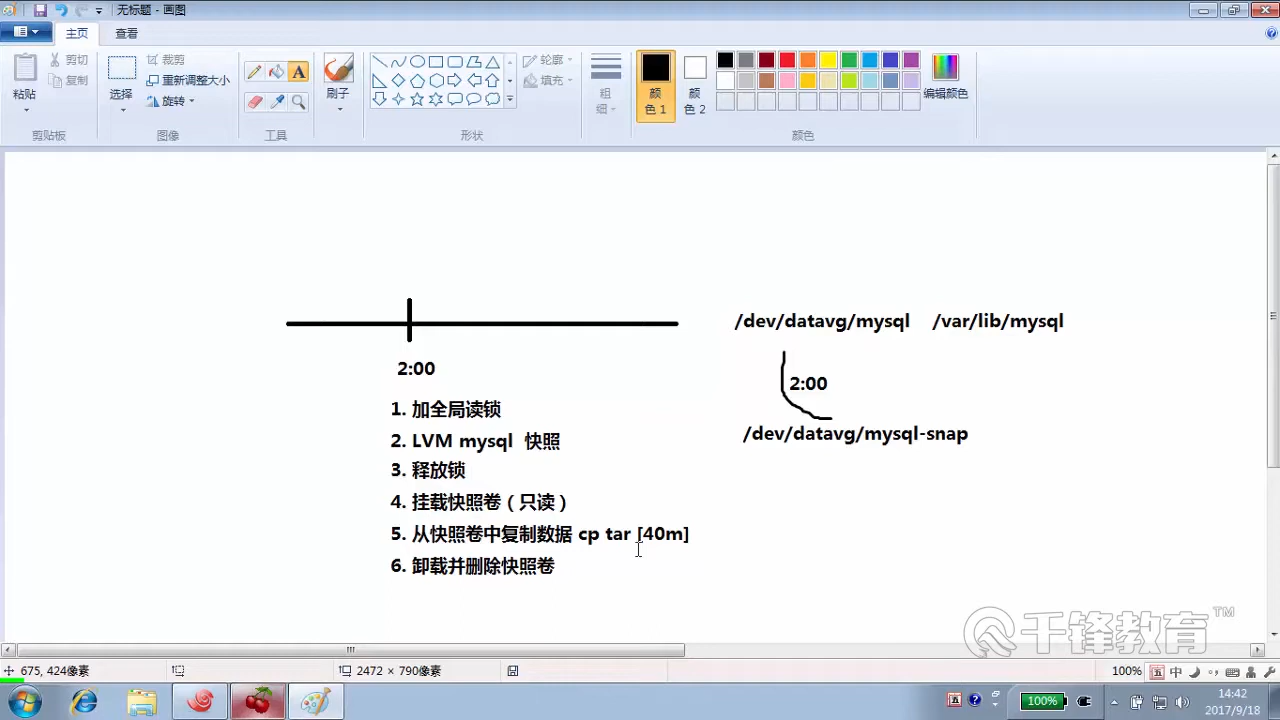 无标题 - 画图
主页
查看
粘贴
剪切
复制
剪贴板
选择
裁剪
重新调整大小
旋转
图像
A
工具
刷子
轮廓
填充
形状
粗
细
颜
色 1
颜
色 2
编辑颜色
颜色
/dev/datavg/mysql /var/lib/mysql
2:00
2:00
/dev/datavg/mysql-snap
1. 加全局读锁
2. LVM mysql 快照
3. 释放锁
4. 挂载快照卷（只读）
5. 从快照卷中复制数据 cp tar [40m]
6. 卸载并删除快照卷
千锋教育TM
675, 424像素
2472 × 790像素
100%
五 中
100%
14:42
2017/9/18